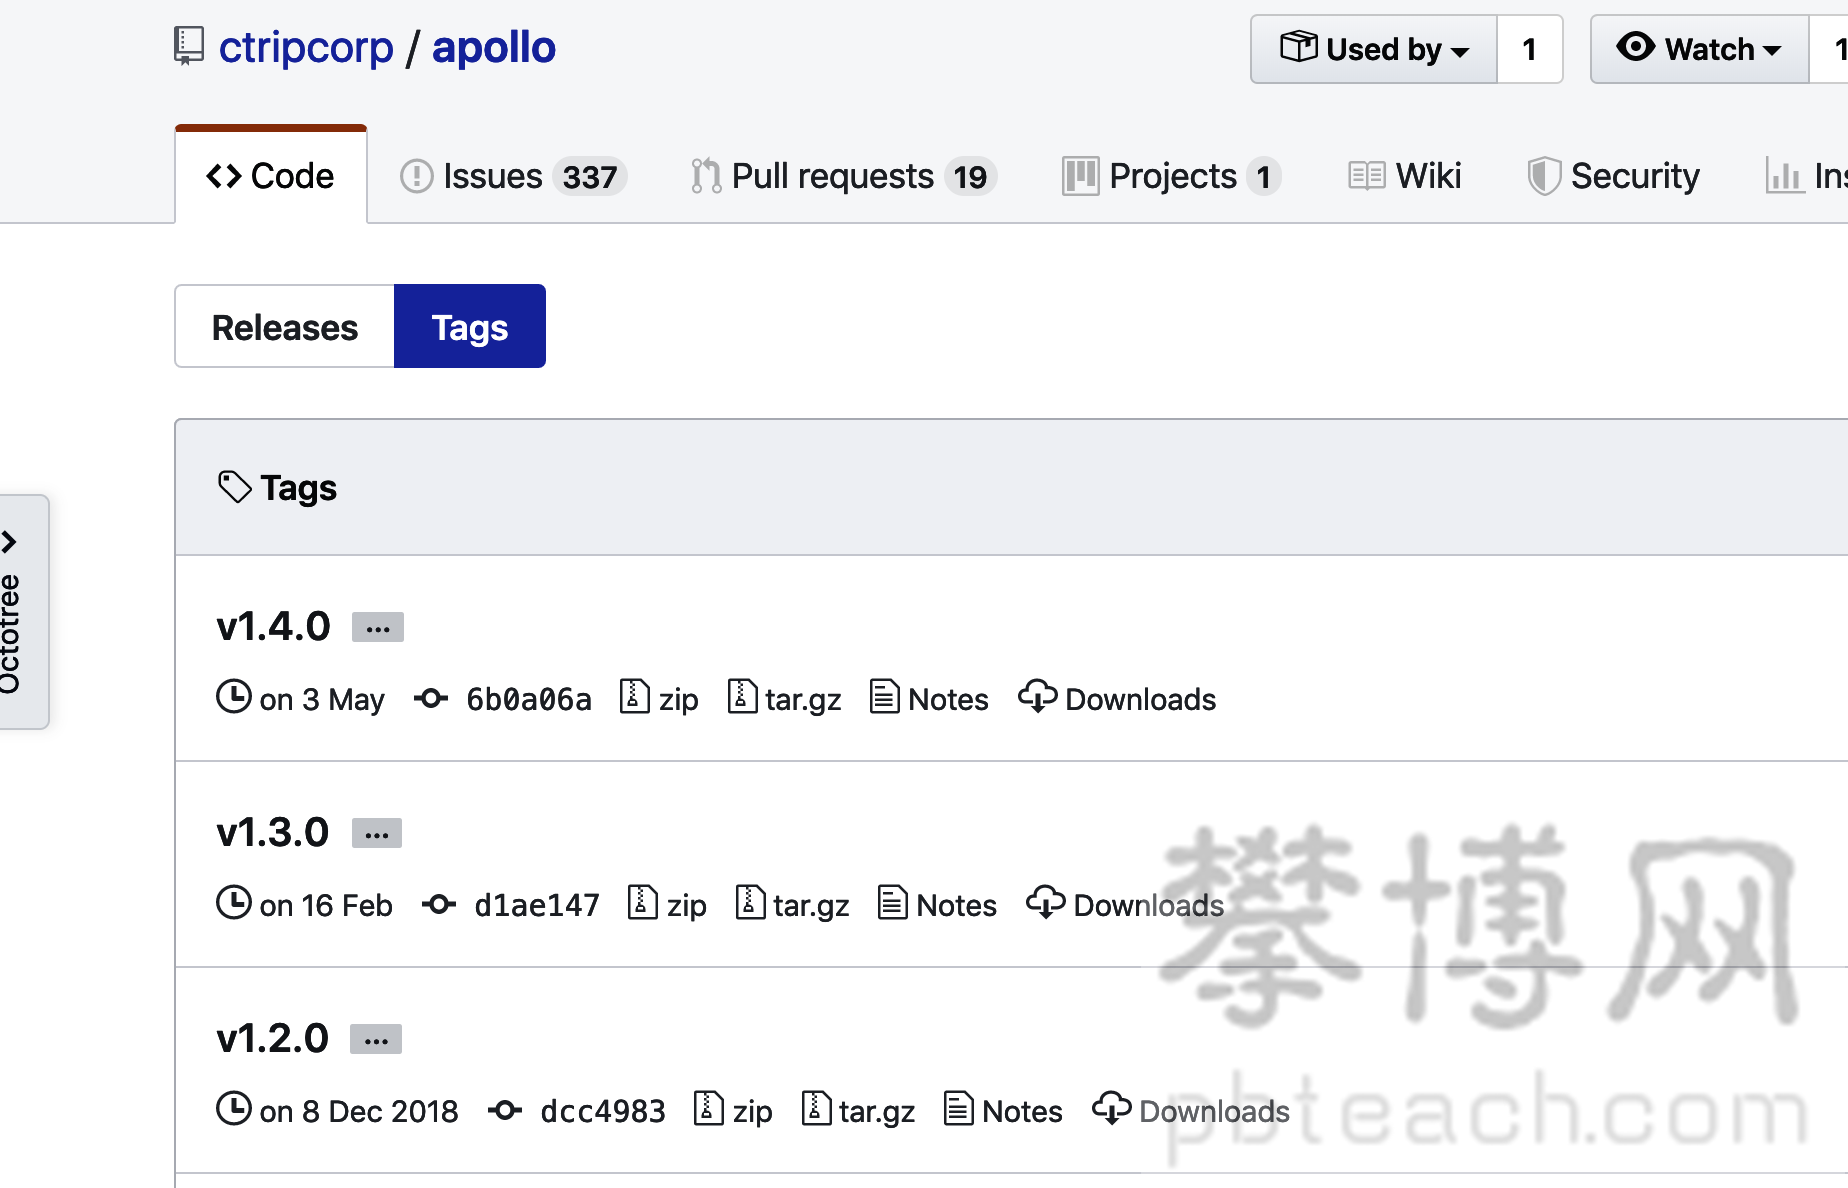 ctripcorp / apollo
Used by 1
Watch
Code
Issues 337
Pull requests 19
Projects 1
Wiki
Security
Releases
Tags
Tags
Octotree
v1.4.0 ...
on 3 May 6b0a06a zip tar.gz Notes Downloads
v1.3.0 ...
on 16 Feb d1ae147 zip tar.gz Notes Downloads
v1.2.0 ...
on 8 Dec 2018 dcc4983 zip tar.gz Notes Downloads
攀博网
pbteach.com